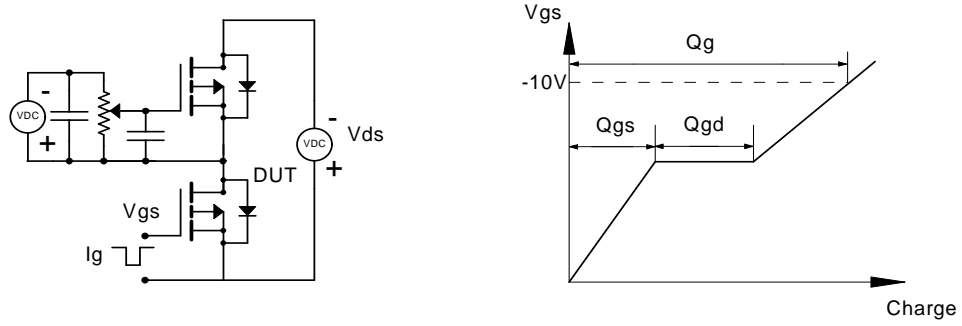 -
VDC
+
-
VDC
+
Vds
DUT
Vgs
Ig
Vgs
Qg
-10V
Qgs
Qgd
Charge